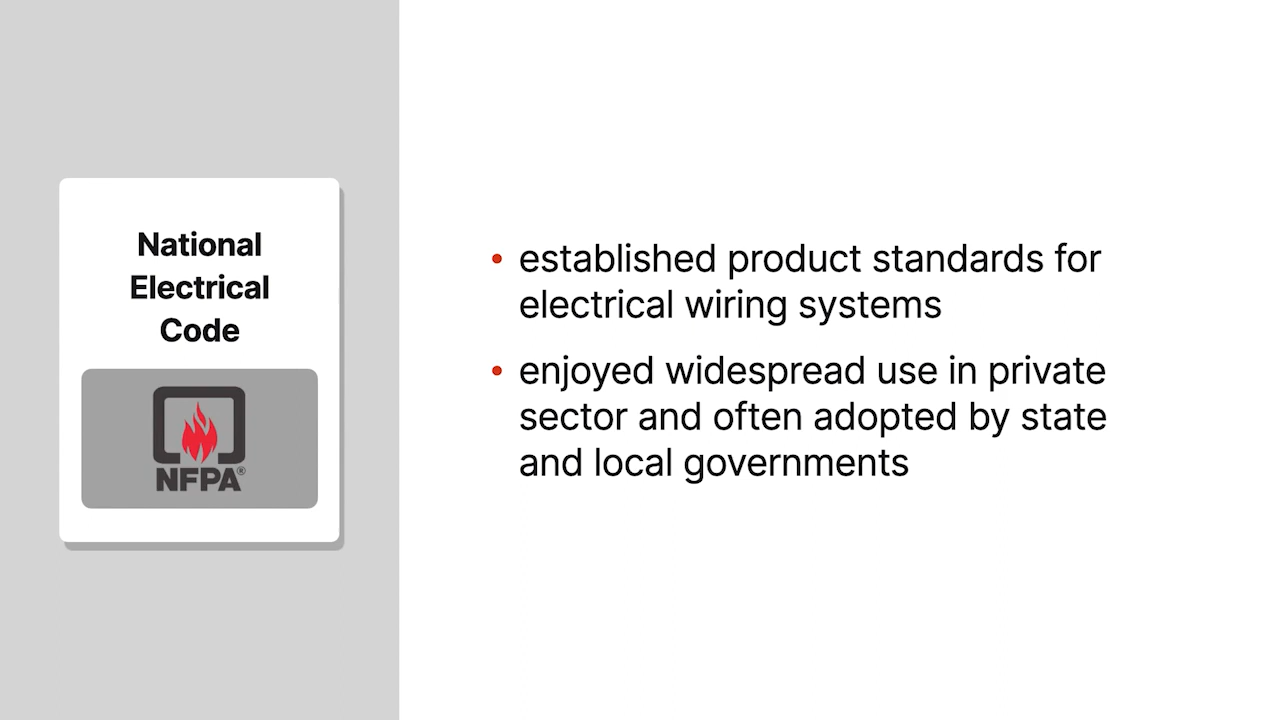 National
Electrical
Code
NFPA®
• established product standards for
electrical wiring systems
• enjoyed widespread use in private
sector and often adopted by state
and local governments